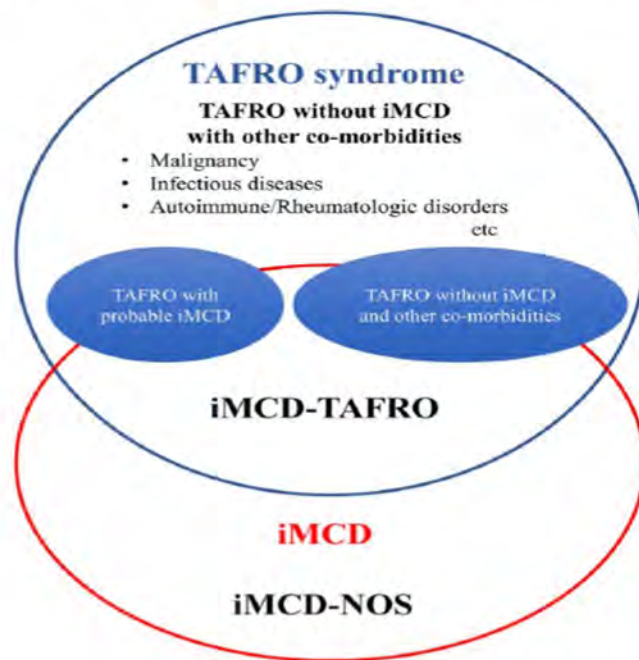 TAFRO syndrome
TAFRO without iMCD
with other co-morbidities
• Malignancy
• Infectious diseases
• Autoimmune/Rheumatologic disorders
etc
TAFRO with
probable iMCD
TAFRO without iMCD
and other co-morbidities
iMCD-TAFRO
iMCD
iMCD-NOS